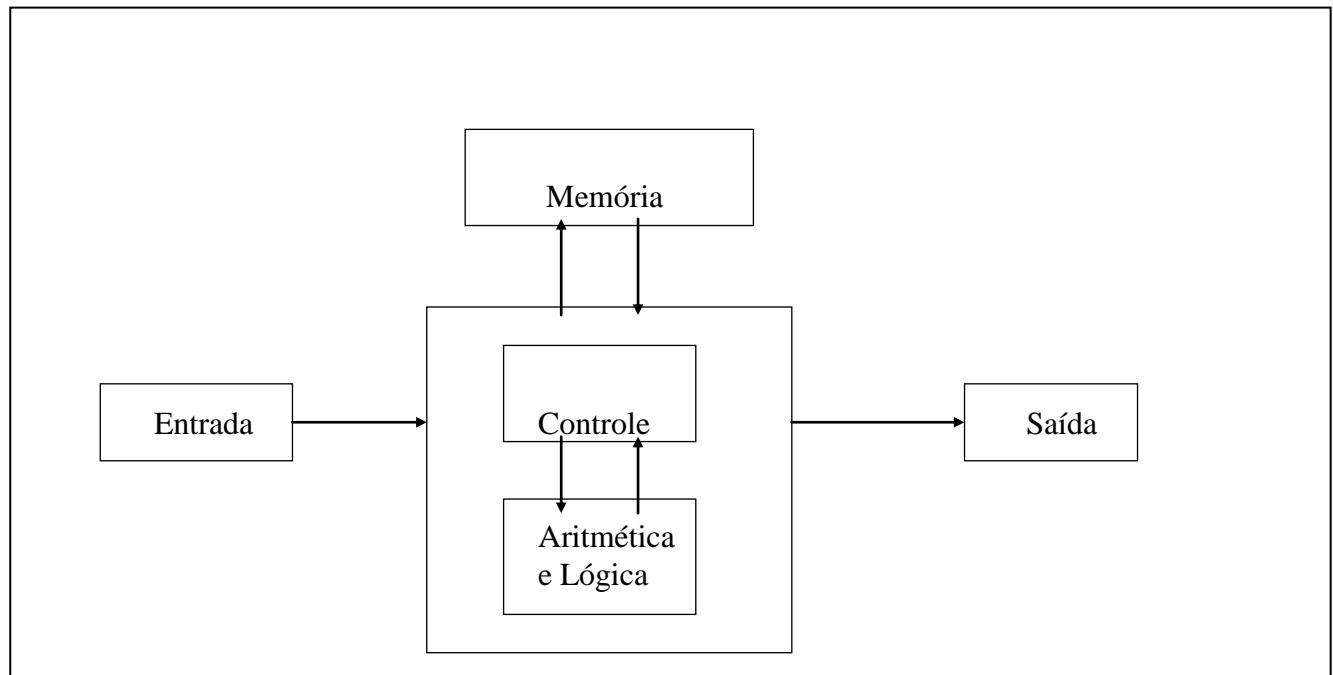 Memória
Entrada
Controle
Saída
Aritmética
e Lógica